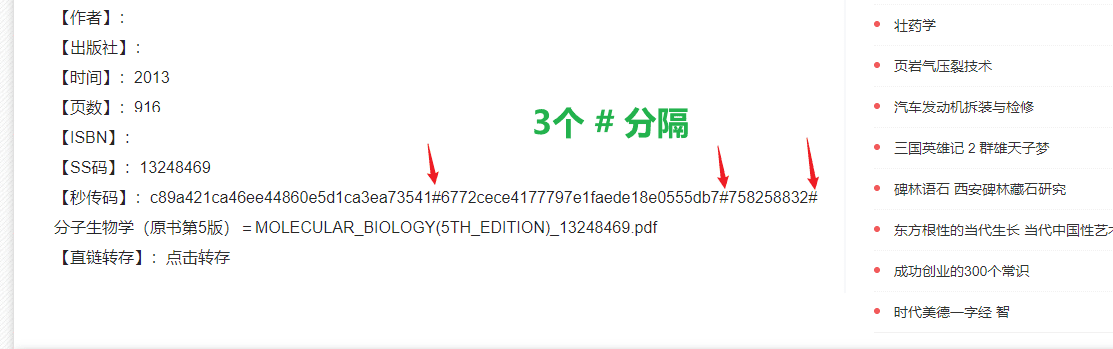 【作者】：
【出版社】：
【时间】：2013
【页数】：916
3个 # 分隔
【ISBN】：
【SS码】：13248469
【秒传码】：c89a421ca46ee44860e5d1ca3ea73541#6772cece4177797e1faede18e0555db7#758258832#
分子生物学（原书第5版）＝MOLECULAR_BIOLOGY(5TH_EDITION)_13248469.pdf
【直链转存】：点击转存
壮药学
页岩气压裂技术
汽车发动机拆装与检修
三国英雄记 2 群雄天子梦
碑林语石 西安碑林藏石研究
东方根性的当代生长 当代中国性艺
成功创业的300个常识
时代美德一字经 智